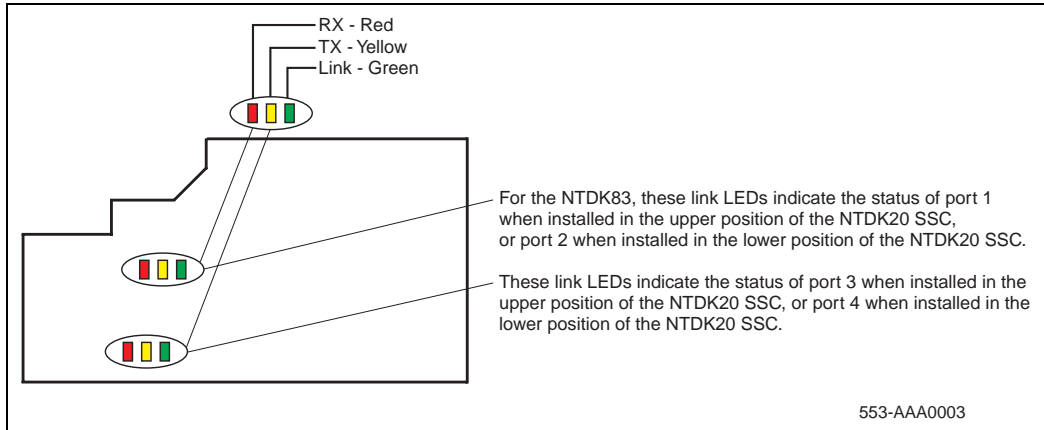 RX - Red
TX - Yellow
Link - Green
For the NTDK83, these link LEDs indicate the status of port 1
when installed in the upper position of the NTDK20 SSC,
or port 2 when installed in the lower position of the NTDK20 SSC.
These link LEDs indicate the status of port 3 when installed in the
upper position of the NTDK20 SSC, or port 4 when installed in the
lower position of the NTDK20 SSC.
553-AAA0003